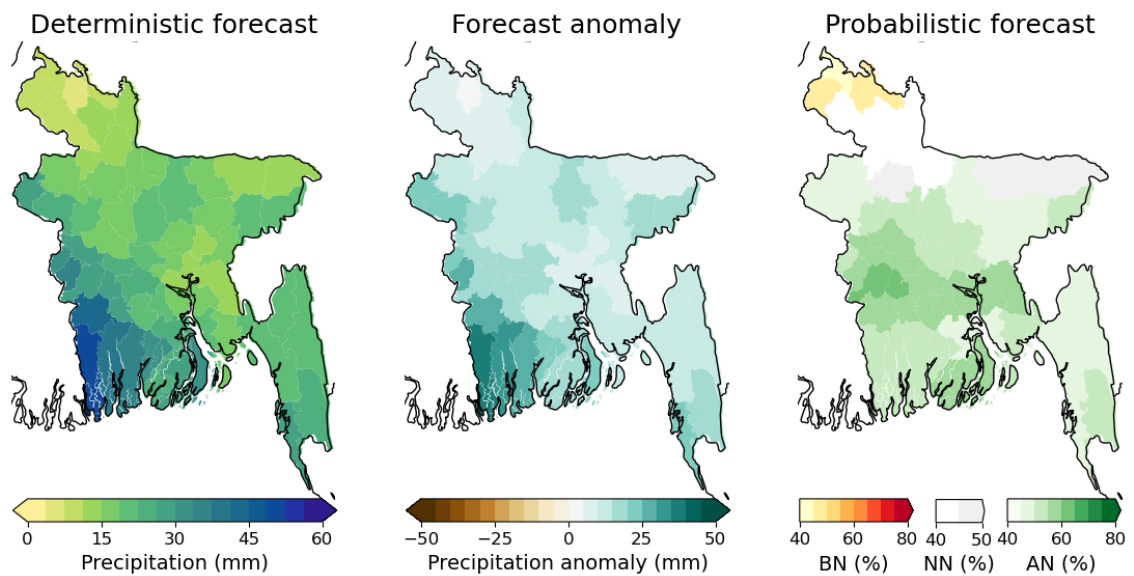 Deterministic forecast
Forecast anomaly
Probabilistic forecast
0 15 30 45 60
Precipitation (mm)
−50 −25 0 25 50
Precipitation anomaly (mm)
40 60 80
BN (%)
40 50
NN (%)
40 60 80
AN (%)